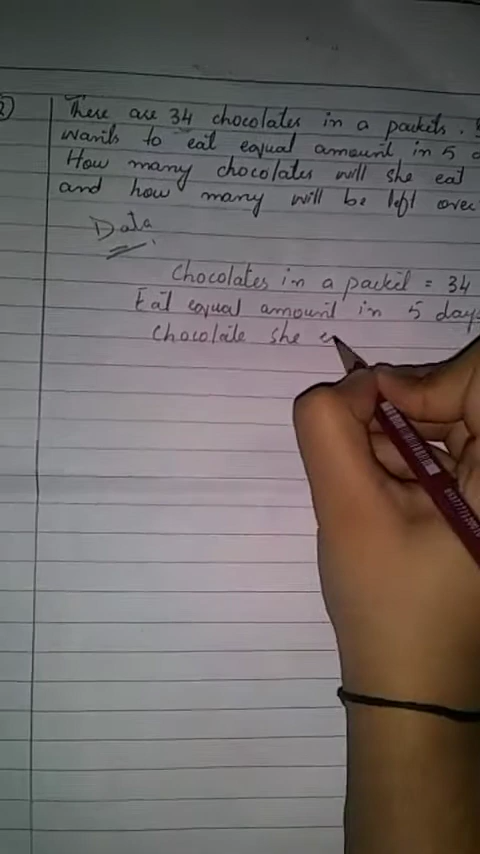 2)
There are 34 chocolates in a packets.
wants to eat equal amount in 5
How many chocolates will she eat
and how many will be left over
Data
Chocolates in a packet = 34
Eat equal amount in 5 days
Chocolate she e